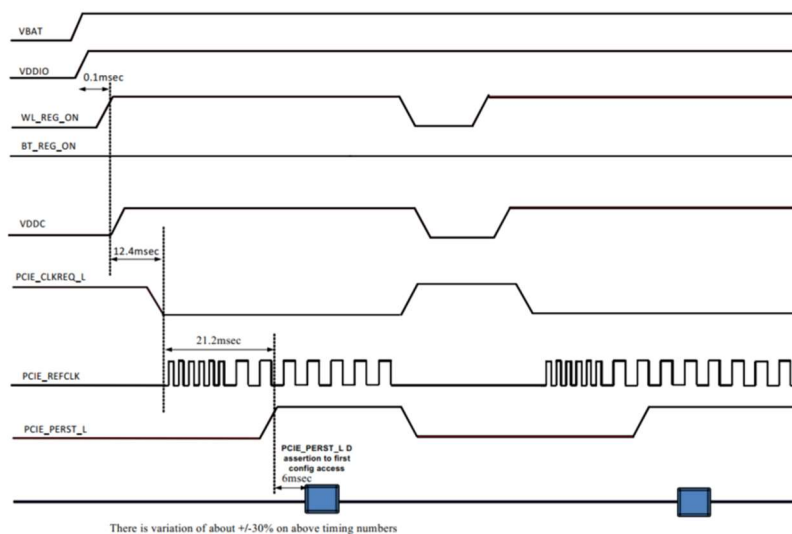 VBAT
VDDIO
0.1msec
WL_REG_ON
BT_REG_ON
VDDC
12.4msec
PCIE_CLKREQ_L
21.2msec
PCIE_REFCLK
PCIE_PERST_L
PCIE_PERST_L D
assertion to first
config access
6msec
There is variation of about +/-30% on above timing numbers